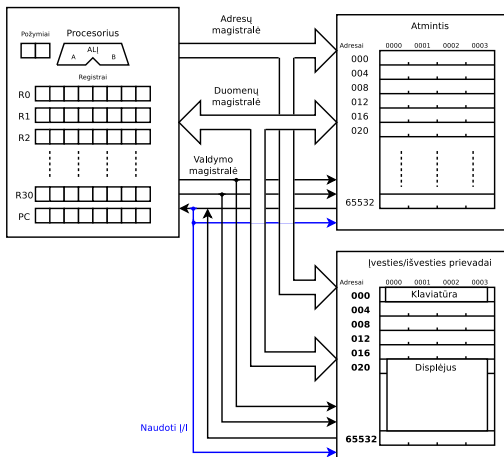 Požymiai
Procesorius
ALĮ
A
B
Registrai
R0
R1
R2
R30
PC
Adresų
magistralė
Duomenų
magistralė
Valdymo
magistralė
Naudoti Į/I
Atmintis
Adresai
0000 0001 0002 0003
000
004
008
012
016
020
65532
Įvesties/išvesties prievadai
Adresai
0000 0001 0002 0003
000
Klaviatūra
004
008
012
016
020
Displėjus
65532